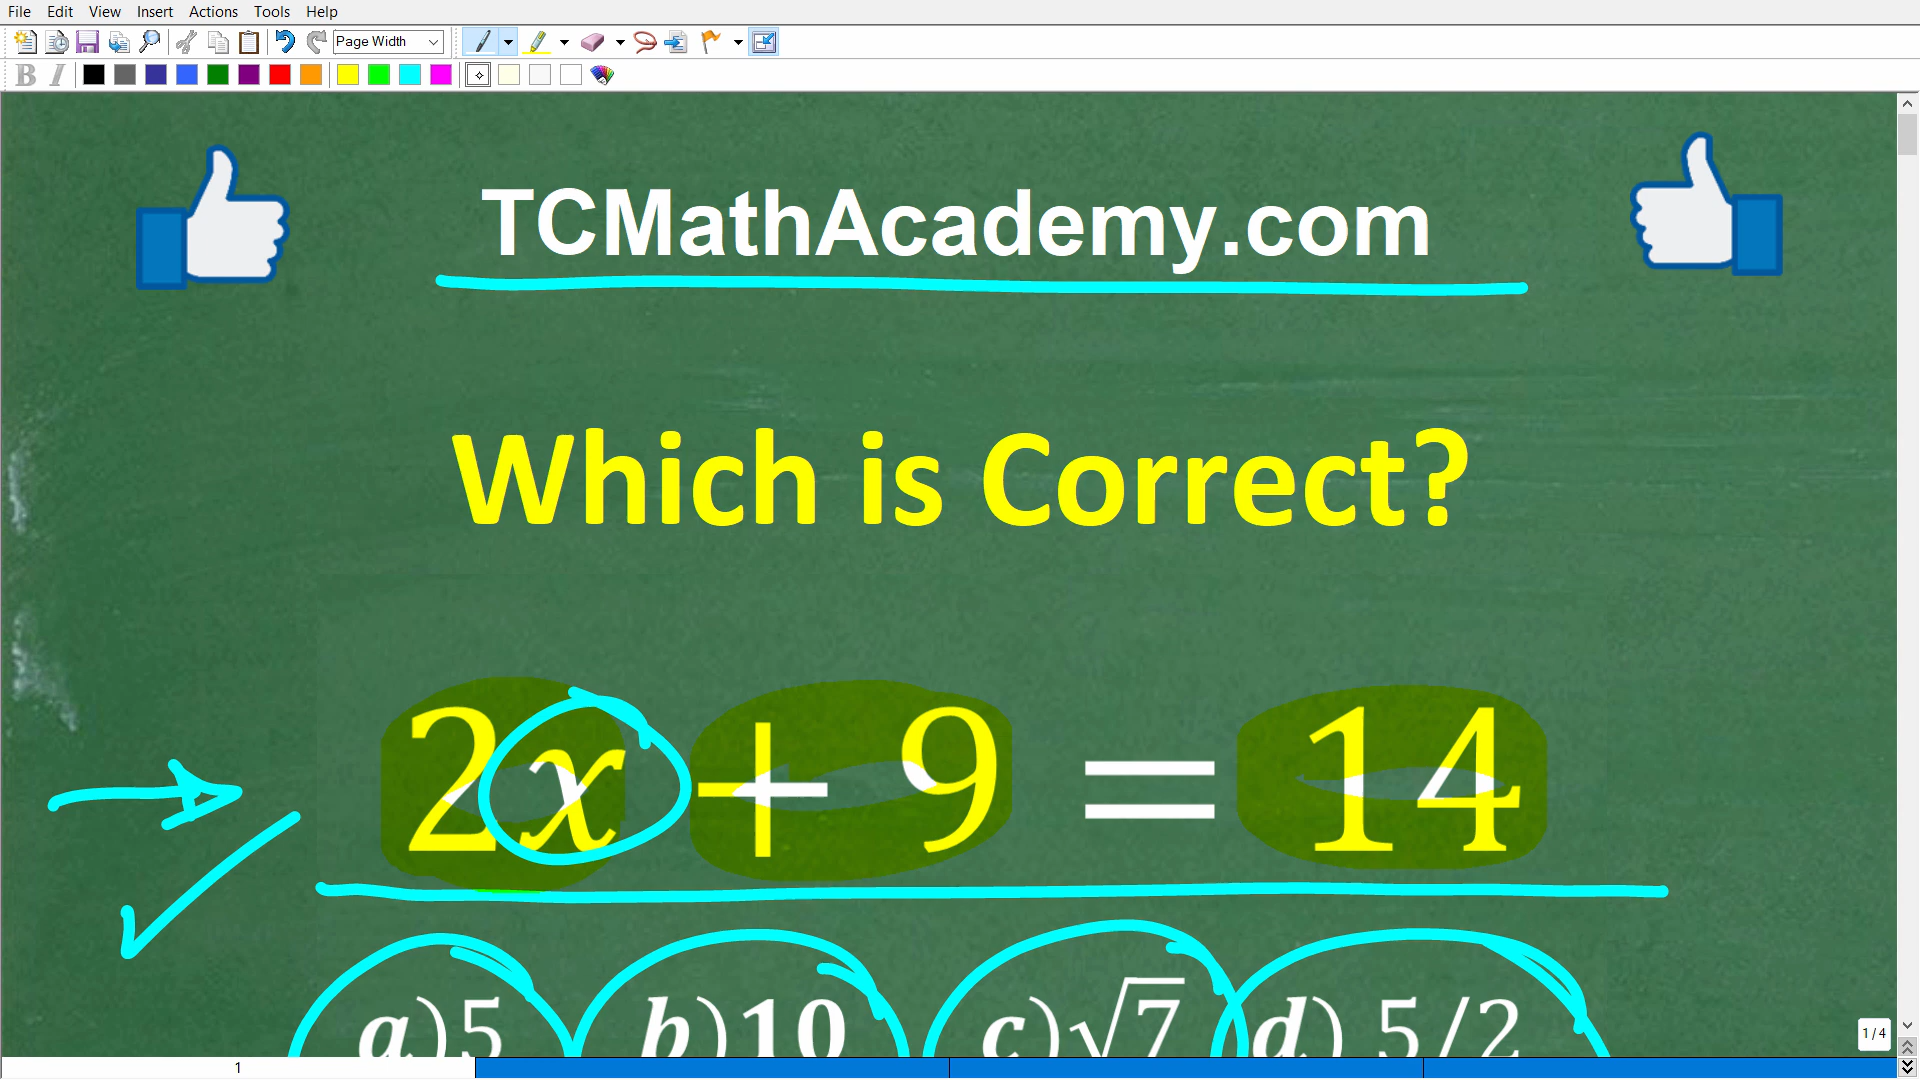 File Edit View Insert Actions Tools Help
Page Width
B I
TCMathAcademy.com
Which is Correct?
2x + 9 = 14
a)5 b)10 c)√7 d) 5/2
1/4
1